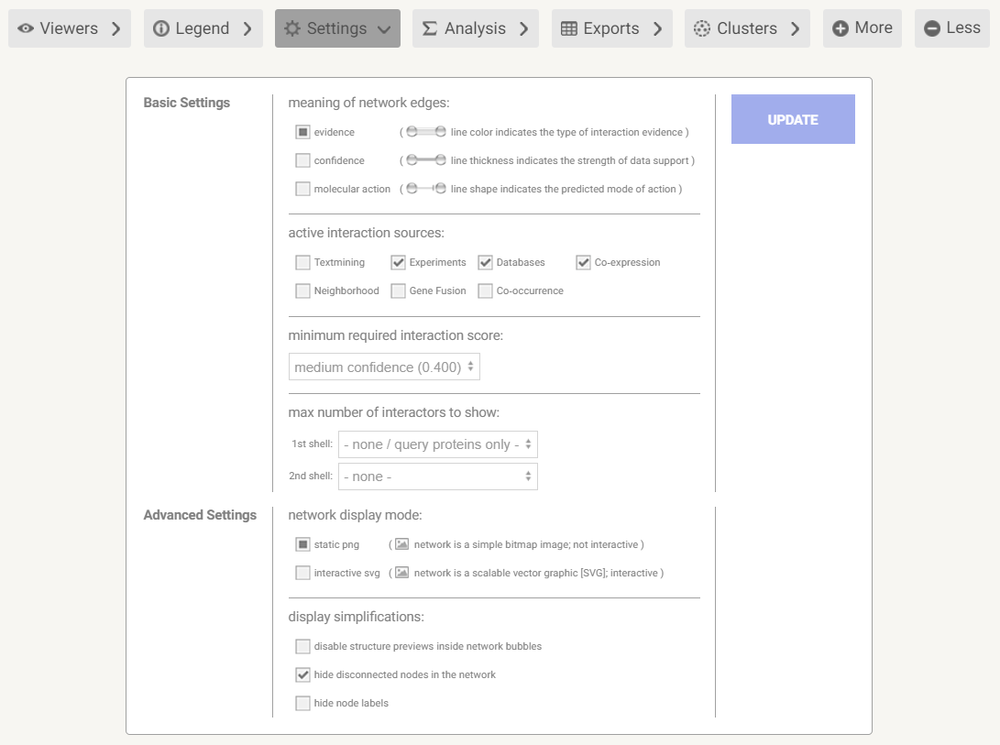 Viewers Legend Settings Analysis Exports Clusters More Less
Basic Settings
meaning of network edges:
UPDATE
evidence ( line color indicates the type of interaction evidence )
confidence ( line thickness indicates the strength of data support )
molecular action ( line shape indicates the predicted mode of action )
active interaction sources:
Textmining Experiments Databases Co-expression
Neighborhood Gene Fusion Co-occurrence
minimum required interaction score:
medium confidence (0.400)
max number of interactors to show:
1st shell: - none / query proteins only -
2nd shell: - none -
Advanced Settings
network display mode:
static png ( network is a simple bitmap image; not interactive )
interactive svg ( network is a scalable vector graphic [SVG]; interactive )
display simplifications:
disable structure previews inside network bubbles
hide disconnected nodes in the network
hide node labels